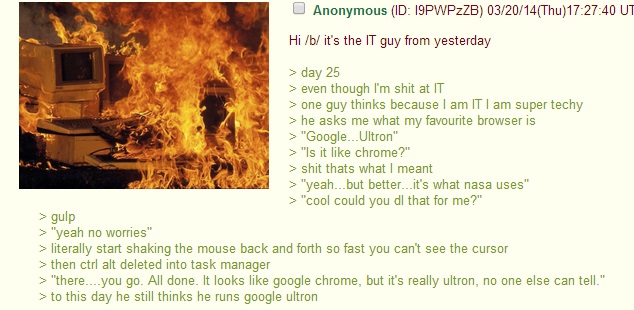 Anonymous (ID: I9PWPzZB) 03/20/14(Thu)17:27:40 UT
Hi /b/ it's the IT guy from yesterday
> day 25
> even though I'm shit at IT
> one guy thinks because I am IT I am super techy
> he asks me what my favourite browser is
> "Google...Ultron"
> "Is it like chrome?"
> shit thats what I meant
> "yeah...but better...it's what nasa uses"
> "cool could you dl that for me?"
> gulp
> "yeah no worries"
> literally start shaking the mouse back and forth so fast you can't see the cursor
> then ctrl alt deleted into task manager
> "there....you go. All done. It looks like google chrome, but it's really ultron, no one else can tell."
> to this day he still thinks he runs google ultron